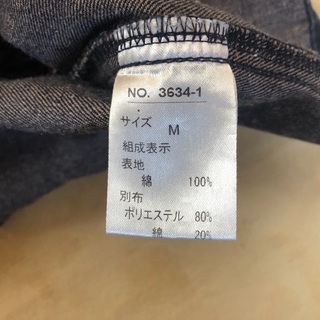 NO. 3634-1
サイズ M
組成表示
表地
綿 100%
別布
ポリエステル 80%
綿 20%